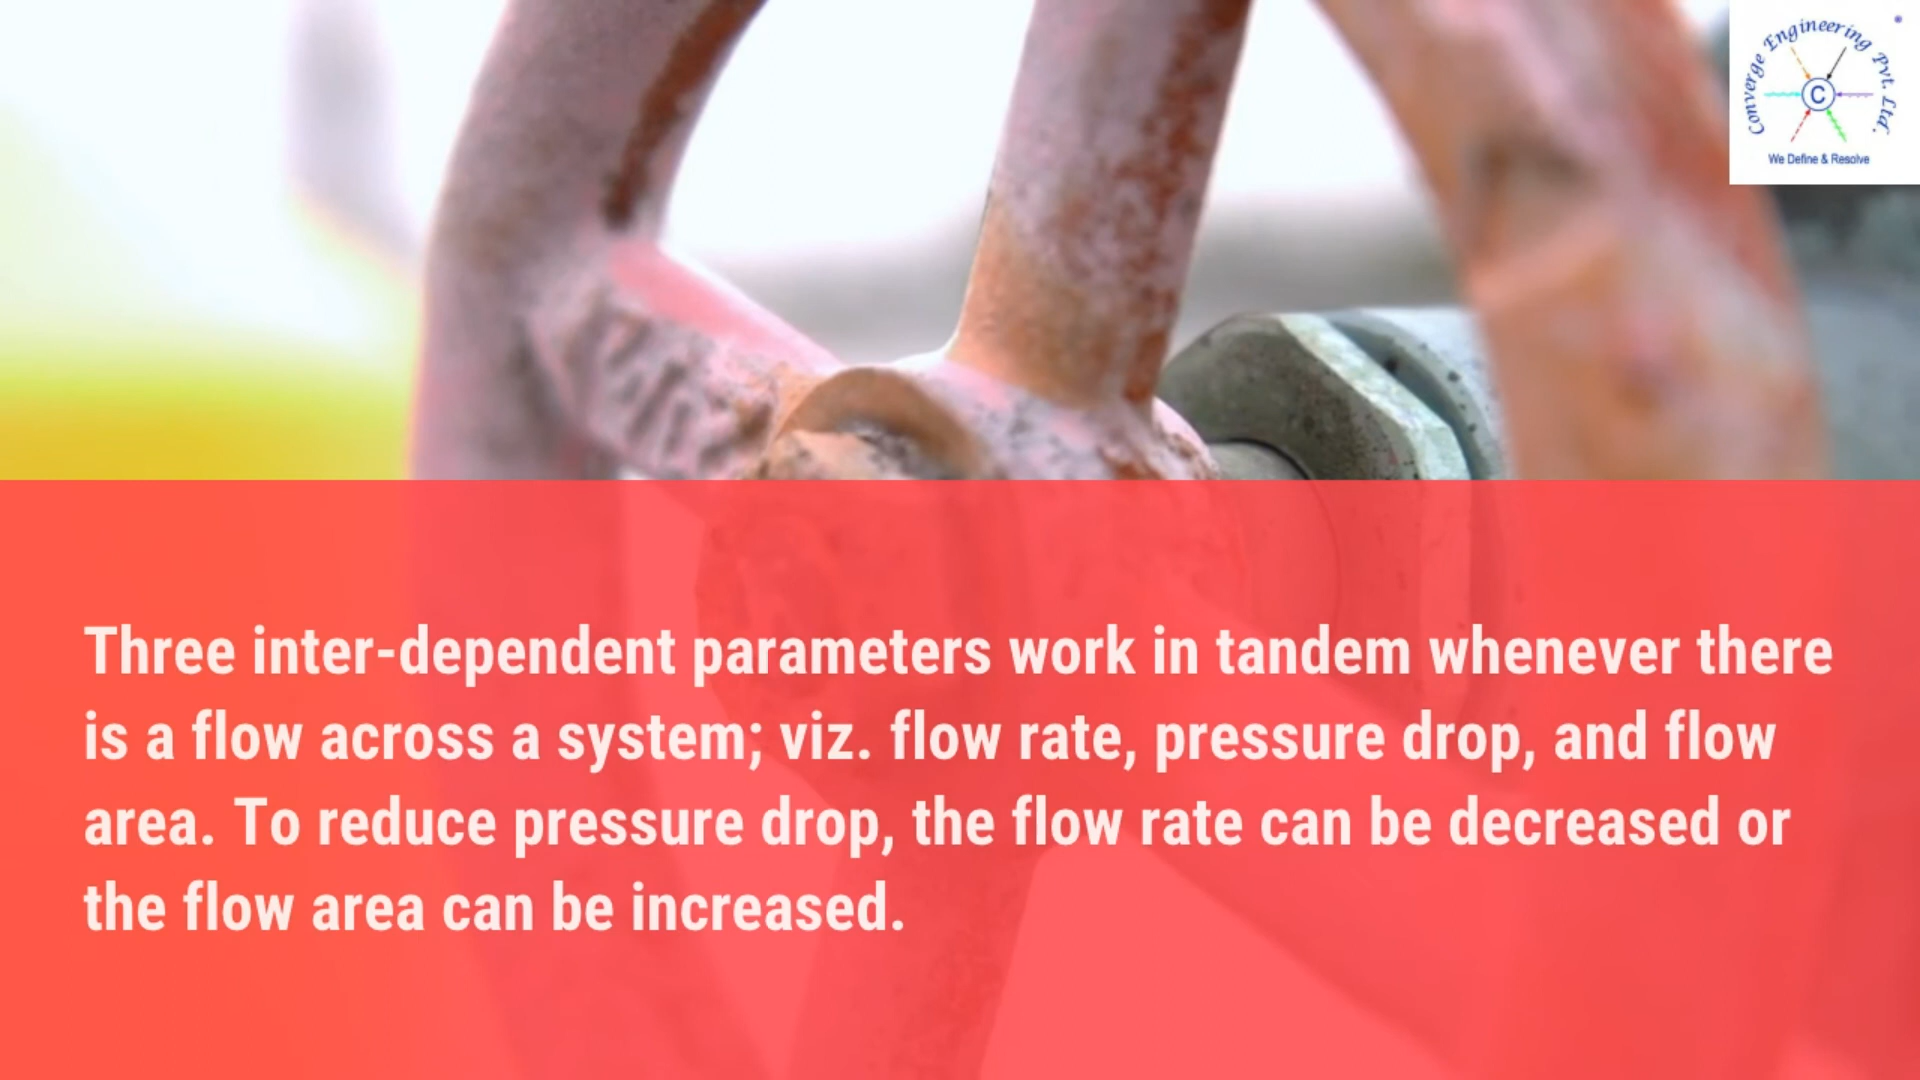 Converge Engineering Pvt. Ltd.
C
We Define & Resolve
Three inter-dependent parameters work in tandem whenever there
is a flow across a system; viz. flow rate, pressure drop, and flow
area. To reduce pressure drop, the flow rate can be decreased or
the flow area can be increased.